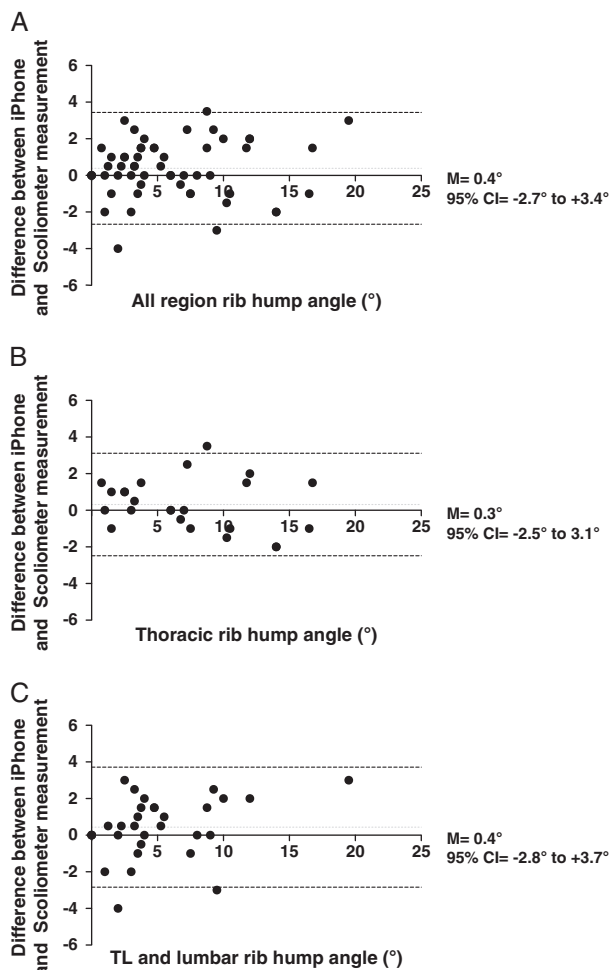 A
Difference between iPhone
and Scoliometer measurement
6
4
2
0
-2
-4
-6
5 10 15 20 25
All region rib hump angle (°)
M= 0.4°
95% CI= -2.7° to +3.4°
B
Difference between iPhone
and Scoliometer measurement
6
4
2
0
-2
-4
-6
5 10 15 20 25
Thoracic rib hump angle (°)
M= 0.3°
95% CI= -2.5° to 3.1°
C
Difference between iPhone
and Scoliometer measurement
6
4
2
0
-2
-4
-6
5 10 15 20 25
TL and lumbar rib hump angle (°)
M= 0.4°
95% CI= -2.8° to +3.7°